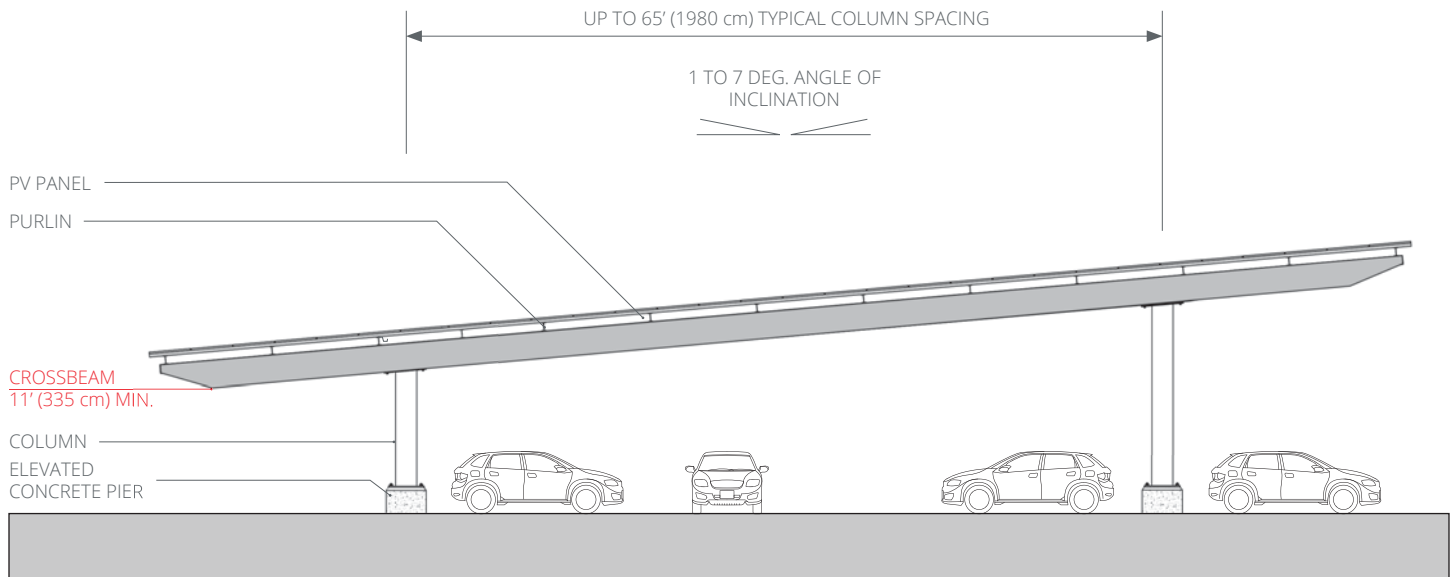 UP TO 65’ (1980 cm) TYPICAL COLUMN SPACING
1 TO 7 DEG. ANGLE OF
INCLINATION
PV PANEL
PURLIN
CROSSBEAM
11’ (335 cm) MIN.
COLUMN
ELEVATED
CONCRETE PIER